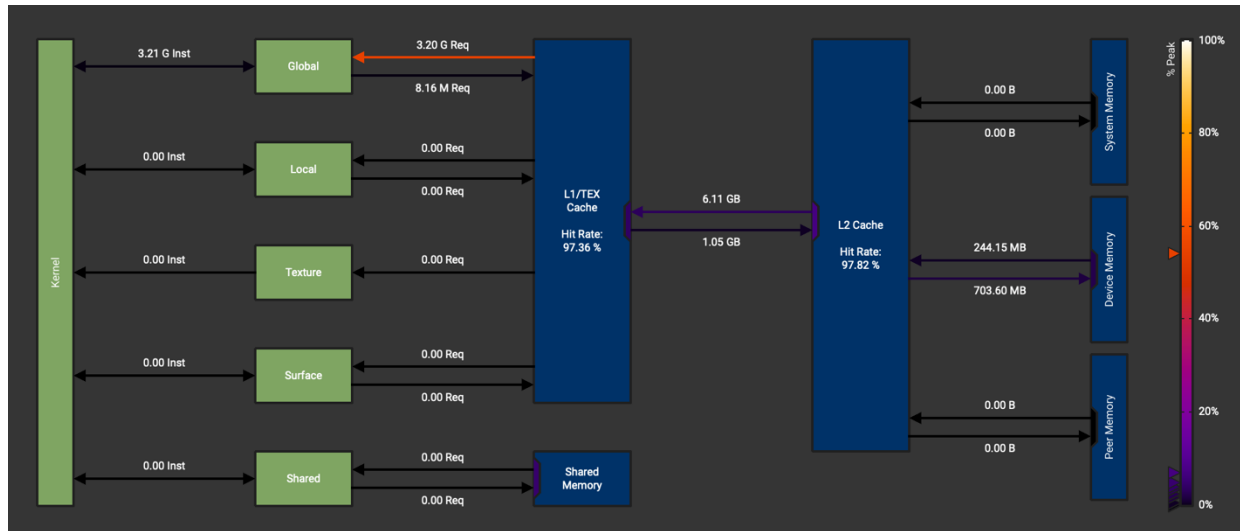 Kernel
3.21 G Inst
Global
3.20 G Req
8.16 M Req
0.00 Inst
Local
0.00 Req
0.00 Req
0.00 Inst
Texture
0.00 Req
0.00 Inst
Surface
0.00 Req
0.00 Req
0.00 Inst
Shared
0.00 Req
0.00 Req
L1/TEX
Cache
Hit Rate:
97.36 %
Shared
Memory
6.11 GB
1.05 GB
L2 Cache
Hit Rate:
97.82 %
0.00 B
0.00 B
System Memory
244.15 MB
703.60 MB
Device Memory
0.00 B
0.00 B
Peer Memory
% Peak
100%
80%
60%
40%
20%
0%